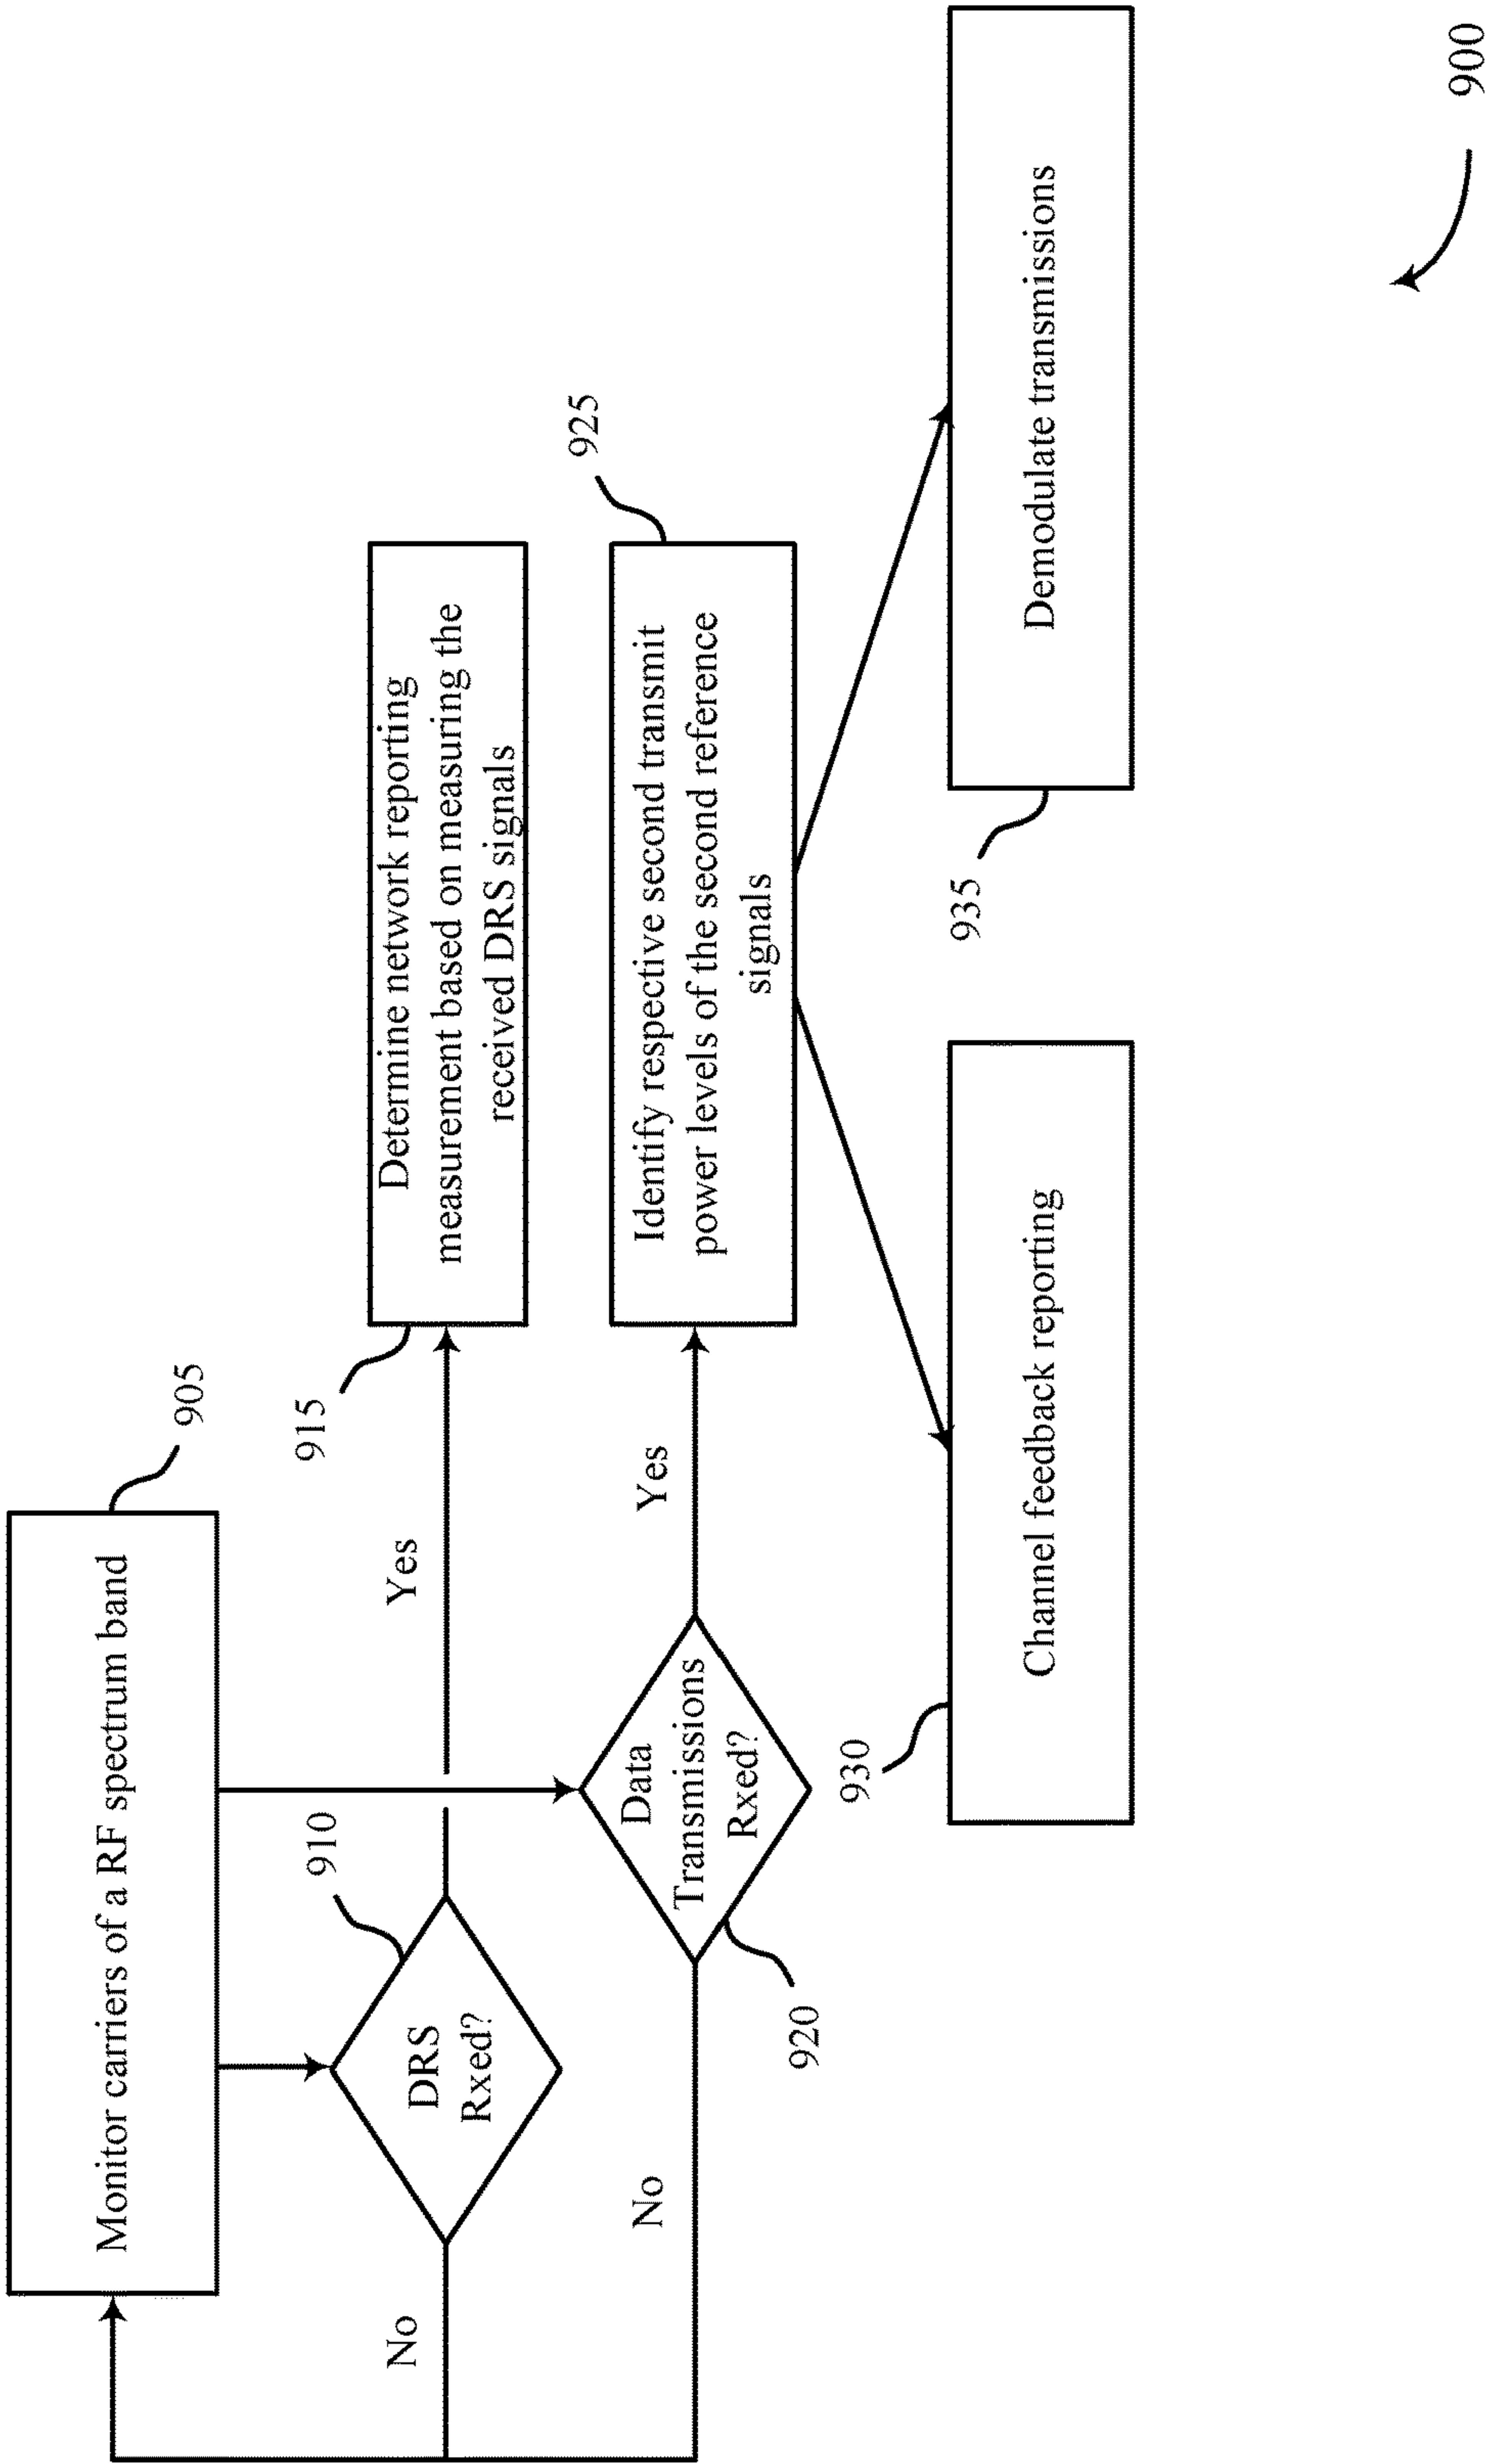 Monitor carriers of a RF spectrum band
905
910
DRS
Rxed?
No
Yes
915
Determine network reporting
measurement based on measuring the
received DRS signals
Data
Transmissions
Rxed?
920
No
Yes
925
Identify respective second transmit
power levels of the second reference
signals
930
Channel feedback reporting
935
Demodulate transmissions
900